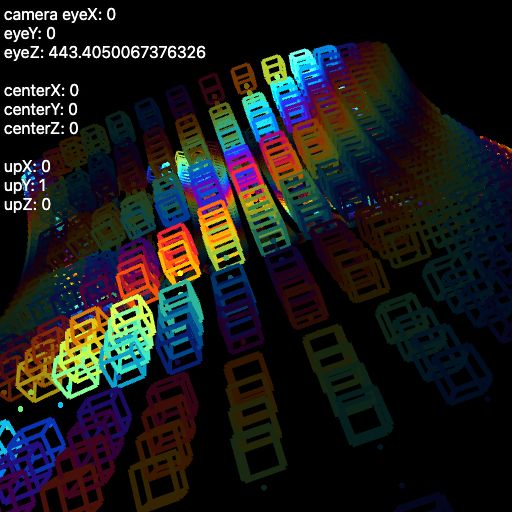 camera eyeX: 0
eyeY: 0
eyeZ: 443.4050067376326
centerX: 0
centerY: 0
centerZ: 0
upX: 0
upY: 1
upZ: 0